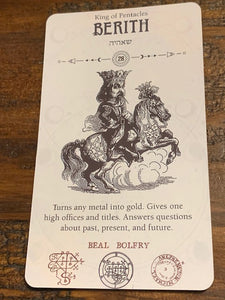 King of Pentacles
BERITH
שאהיה
28
Turns any metal into gold. Gives one
high offices and titles. Answers questions
about past, present, and future.
BEAL BOLFRY